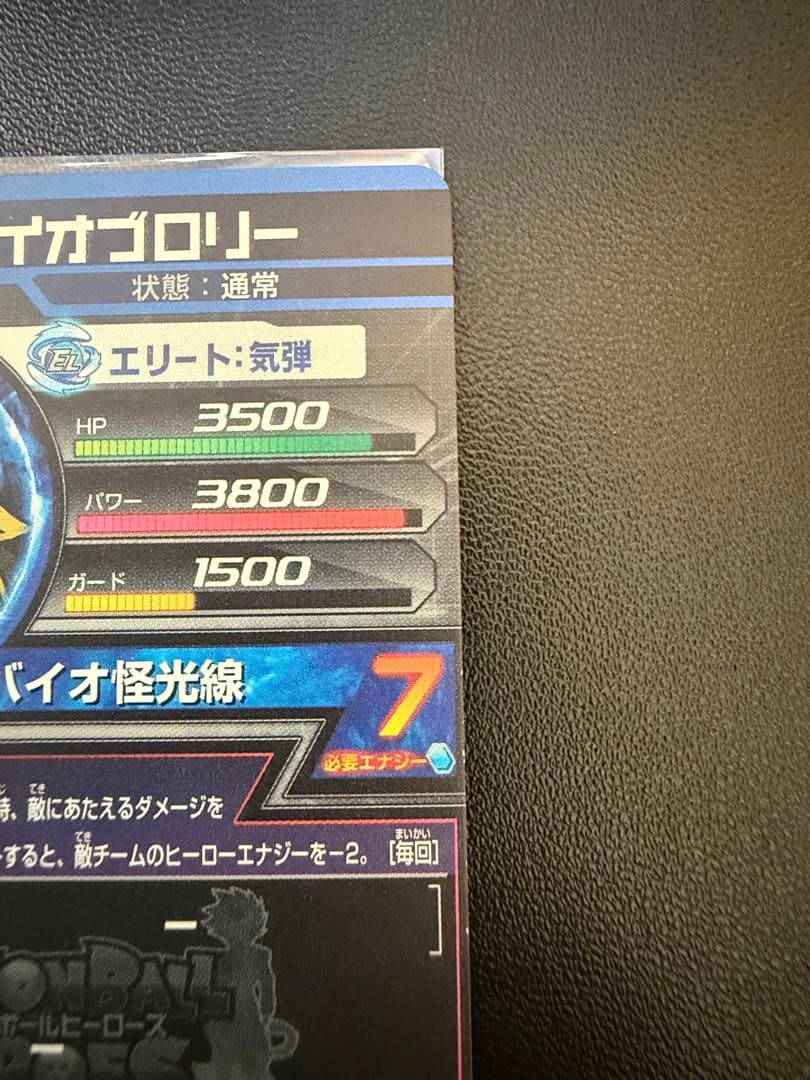 イオゴロリー
状態：通常
EL エリート：気弾
HP 3500
パワー 3800
ガード 1500
バイオ怪光線 7
必要エナジー
時、敵にあたえるダメージを
すると、敵チームのヒーローエナジーを-2。 [毎回]
ON BALL
ボールヒーローズ